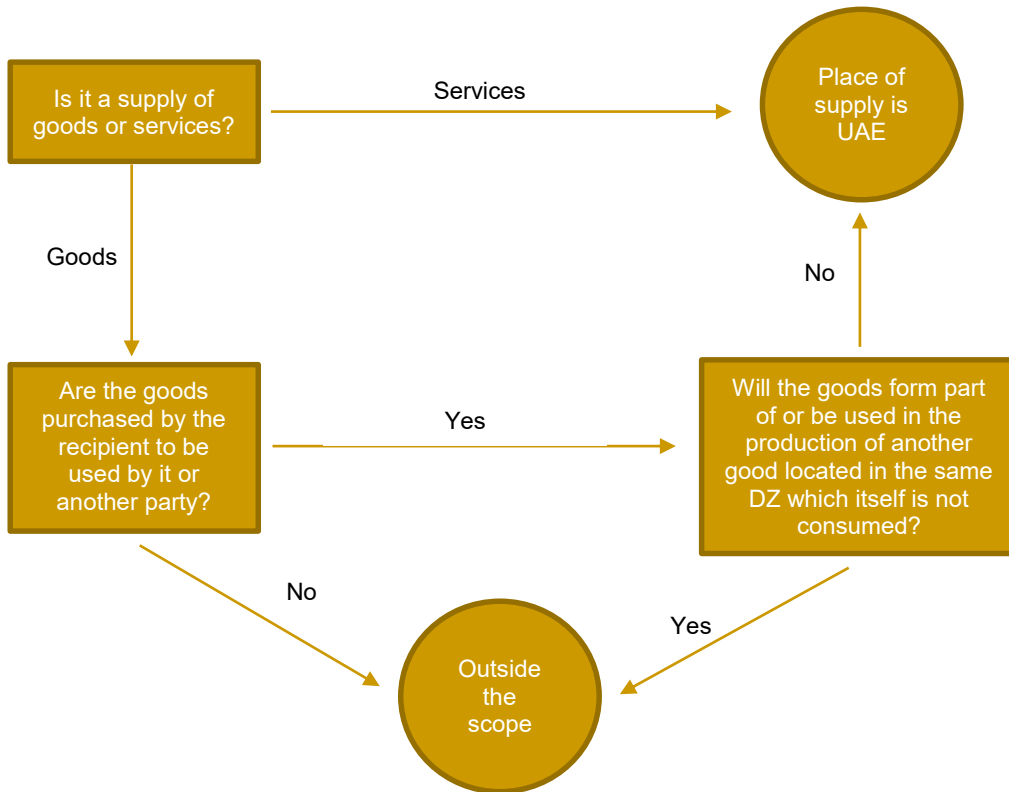 Is it a supply of
goods or services?
Services
Place of
supply is
UAE
Goods
No
Are the goods
purchased by the
recipient to be
used by it or
another party?
Yes
Will the goods form part
of or be used in the
production of another
good located in the same
DZ which itself is not
consumed?
No
Yes
Outside
the
scope